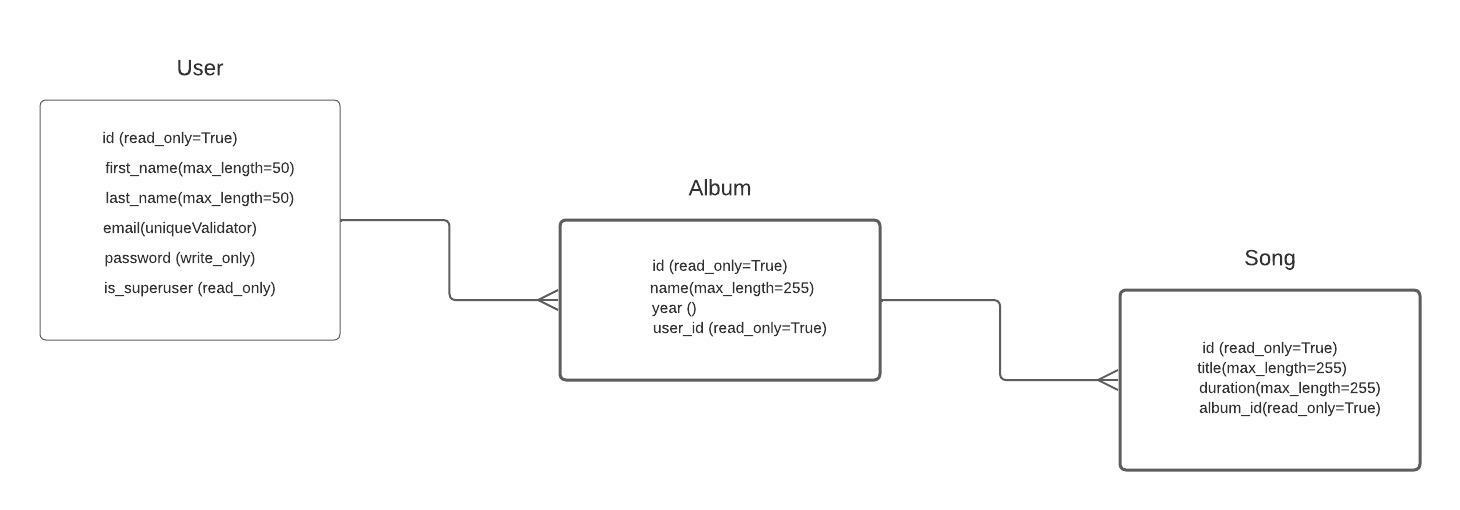 User
id (read_only=True)
first_name(max_length=50)
last_name(max_length=50)
email(uniqueValidator)
password (write_only)
is_superuser (read_only)
Album
id (read_only=True)
name(max_length=255)
year ()
user_id (read_only=True)
Song
id (read_only=True)
title(max_length=255)
duration(max_length=255)
album_id(read_only=True)